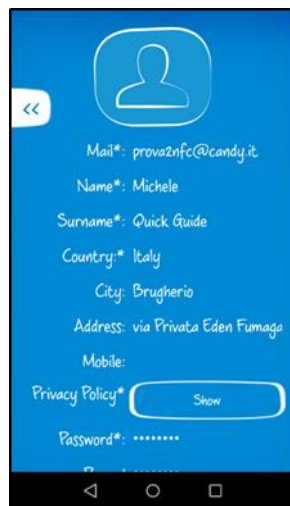 <<
Mail*: prova2nfc@candy.it
Name*: Michele
Surname*: Quick Guide
Country:* Italy
City: Brugherio
Address: via Privata Eden Fumaga
Mobile:
Privacy Policy* Show
Password*: ••••••••